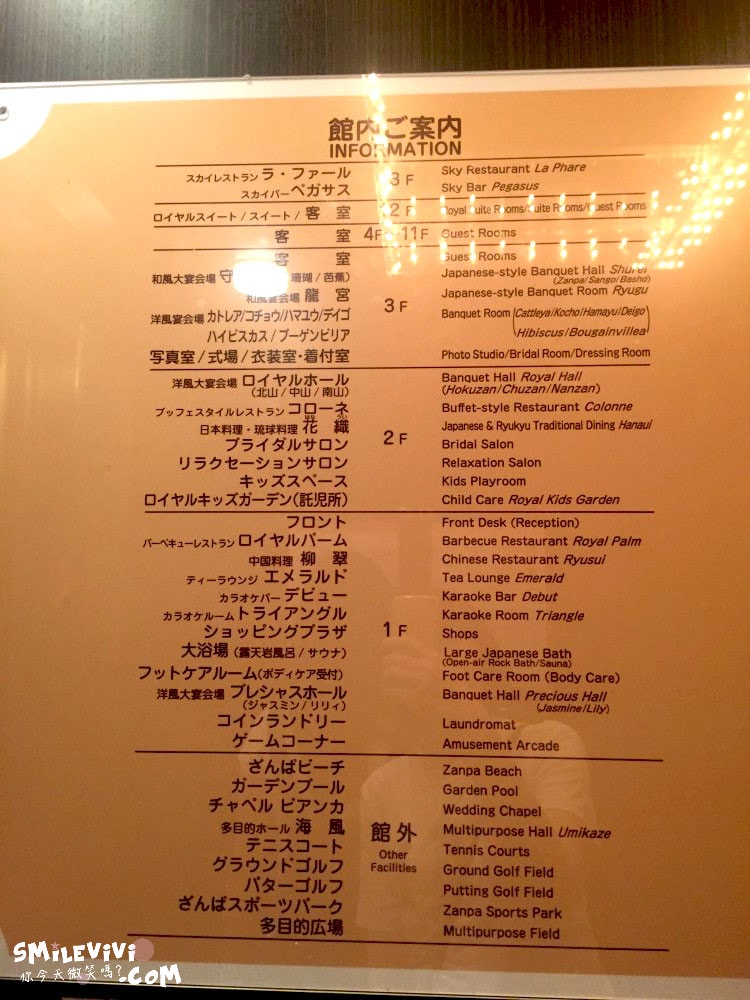 館内ご案内
INFORMATION
スカイレストラン ラ・ファール 3 F Sky Restaurant La Phare
スカイバー ペガサス Sky Bar Pegasus
ロイヤルスイート / スイート / 客 室 2 F Royal Suite Rooms/Suite Rooms/Guest Rooms
客 室 4F 11F Guest Rooms
客 室 Guest Rooms
和風大宴会場 守 珊瑚 / 芭蕉) Japanese-style Banquet Hall Shurei
(Zanpa/Sango/Basho)
和風宴会場 龍 宮 3 F Japanese-style Banquet Room Ryugu
洋風宴会場 カトレア/コチョウ/ハマユウ/デイゴ Banquet Room (Cattleya/Kocho/Hamayu/Deigo
ハイビスカス / ブーゲンビリア Hibiscus/Bougainvillea)
写真室 / 式場 / 衣装室・着付室 Photo Studio/Bridal Room/Dressing Room
洋風大宴会場 ロイヤルホール Banquet Hall Royal Hall
(北山 / 中山 / 南山) (Hokuzan/Chuzan/Nanzan)
ブッフェスタイルレストラン コローネ Buffet-style Restaurant Colonne
日本料理・琉球料理 花 織 Japanese & Ryukyu Traditional Dining Hanaui
ブライダルサロン 2 F Bridal Salon
リラクセーションサロン Relaxation Salon
キッズスペース Kids Playroom
ロイヤルキッズガーデン(託児所) Child Care Royal Kids Garden
フロント Front Desk (Reception)
バーベキューレストラン ロイヤルパーム Barbecue Restaurant Royal Palm
中国料理 柳 翠 Chinese Restaurant Ryusui
ティーラウンジ エメラルド Tea Lounge Emerald
カラオケバー デビュー Karaoke Bar Debut
カラオケルーム トライアングル Karaoke Room Triangle
ショッピングプラザ 1 F Shops
大浴場 (露天岩風呂 / サウナ) Large Japanese Bath
(Open-air Rock Bath/Sauna)
フットケアルーム(ボディケア受付) Foot Care Room (Body Care)
洋風大宴会場 プレシャスホール Banquet Hall Precious Hall
(ジャスミン / リリィ) (Jasmine/Lily)
コインランドリー Laundromat
ゲームコーナー Amusement Arcade
ざんぱビーチ Zanpa Beach
ガーデンプール Garden Pool
チャペル ビアンカ Wedding Chapel
多目的ホール 海 風 館 外 Multipurpose Hall Umikaze
テニスコート Other Tennis Courts
グラウンドゴルフ Facilities Ground Golf Field
パターゴルフ Putting Golf Field
ざんぱスポーツパーク Zanpa Sports Park
多目的広場 Multipurpose Field
SMiLEViVi
你今天微笑嗎? .COM